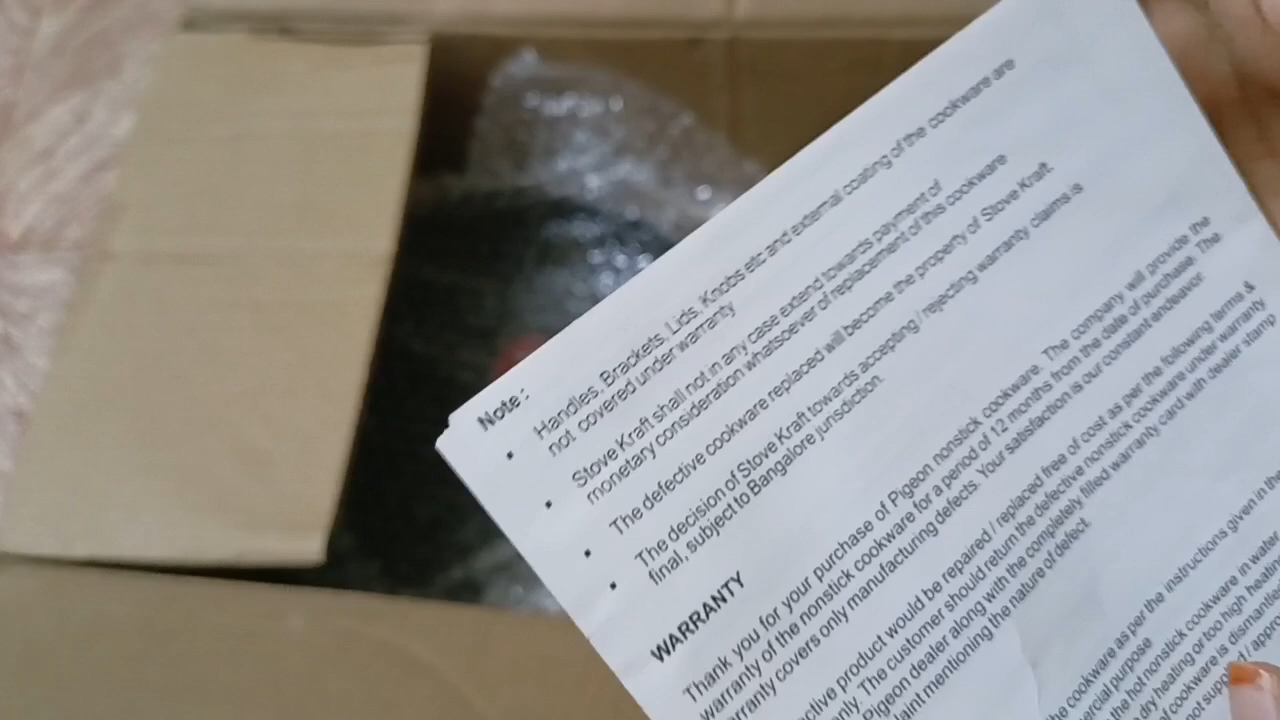 Note :
Handles, Brackets, Lids, Knobs etc and external coating of the cookware are
not covered under warranty
Stove Kraft shall not in any case extend towards payment of
monetary consideration whatsoever of replacement of this cookware
The defective cookware replaced will become the property of Stove Kraft.
The decision of Stove Kraft towards accepting / rejecting warranty claims is
final, subject to Bangalore jurisdiction.
WARRANTY
Thank you for your purchase of Pigeon nonstick cookware. The company will provide the
warranty of the nonstick cookware for a period of 12 months from the date of purchase. The
warranty covers only manufacturing defects. Your satisfaction is our constant endeavor
product would be repaired / replaced free of cost as per the following terms &
The customer should return the defective nonstick cookware under warranty
Pigeon dealer along with the completely filled warranty card with dealer stamp
mentioning the nature of defect.
cookware as per the instructions given in the
purpose
the hot nonstick cookware in water
dry heating or too high heating
cookware is dismantled
not